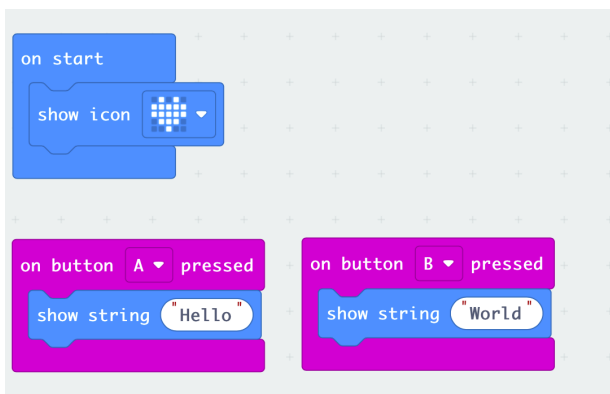 on start
show icon
on button A pressed
show string "Hello"
on button B pressed
show string "World"